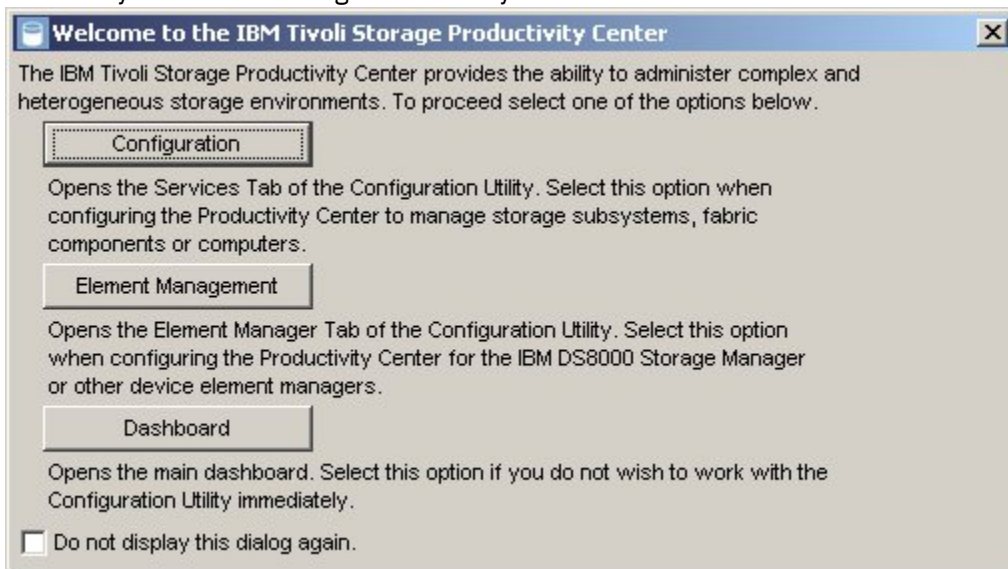 Welcome to the IBM Tivoli Storage Productivity Center
The IBM Tivoli Storage Productivity Center provides the ability to administer complex and
heterogeneous storage environments. To proceed select one of the options below.
Configuration
Opens the Services Tab of the Configuration Utility. Select this option when
configuring the Productivity Center to manage storage subsystems, fabric
components or computers.
Element Management
Opens the Element Manager Tab of the Configuration Utility. Select this option
when configuring the Productivity Center for the IBM DS8000 Storage Manager
or other device element managers.
Dashboard
Opens the main dashboard. Select this option if you do not wish to work with the
Configuration Utility immediately.
Do not display this dialog again.